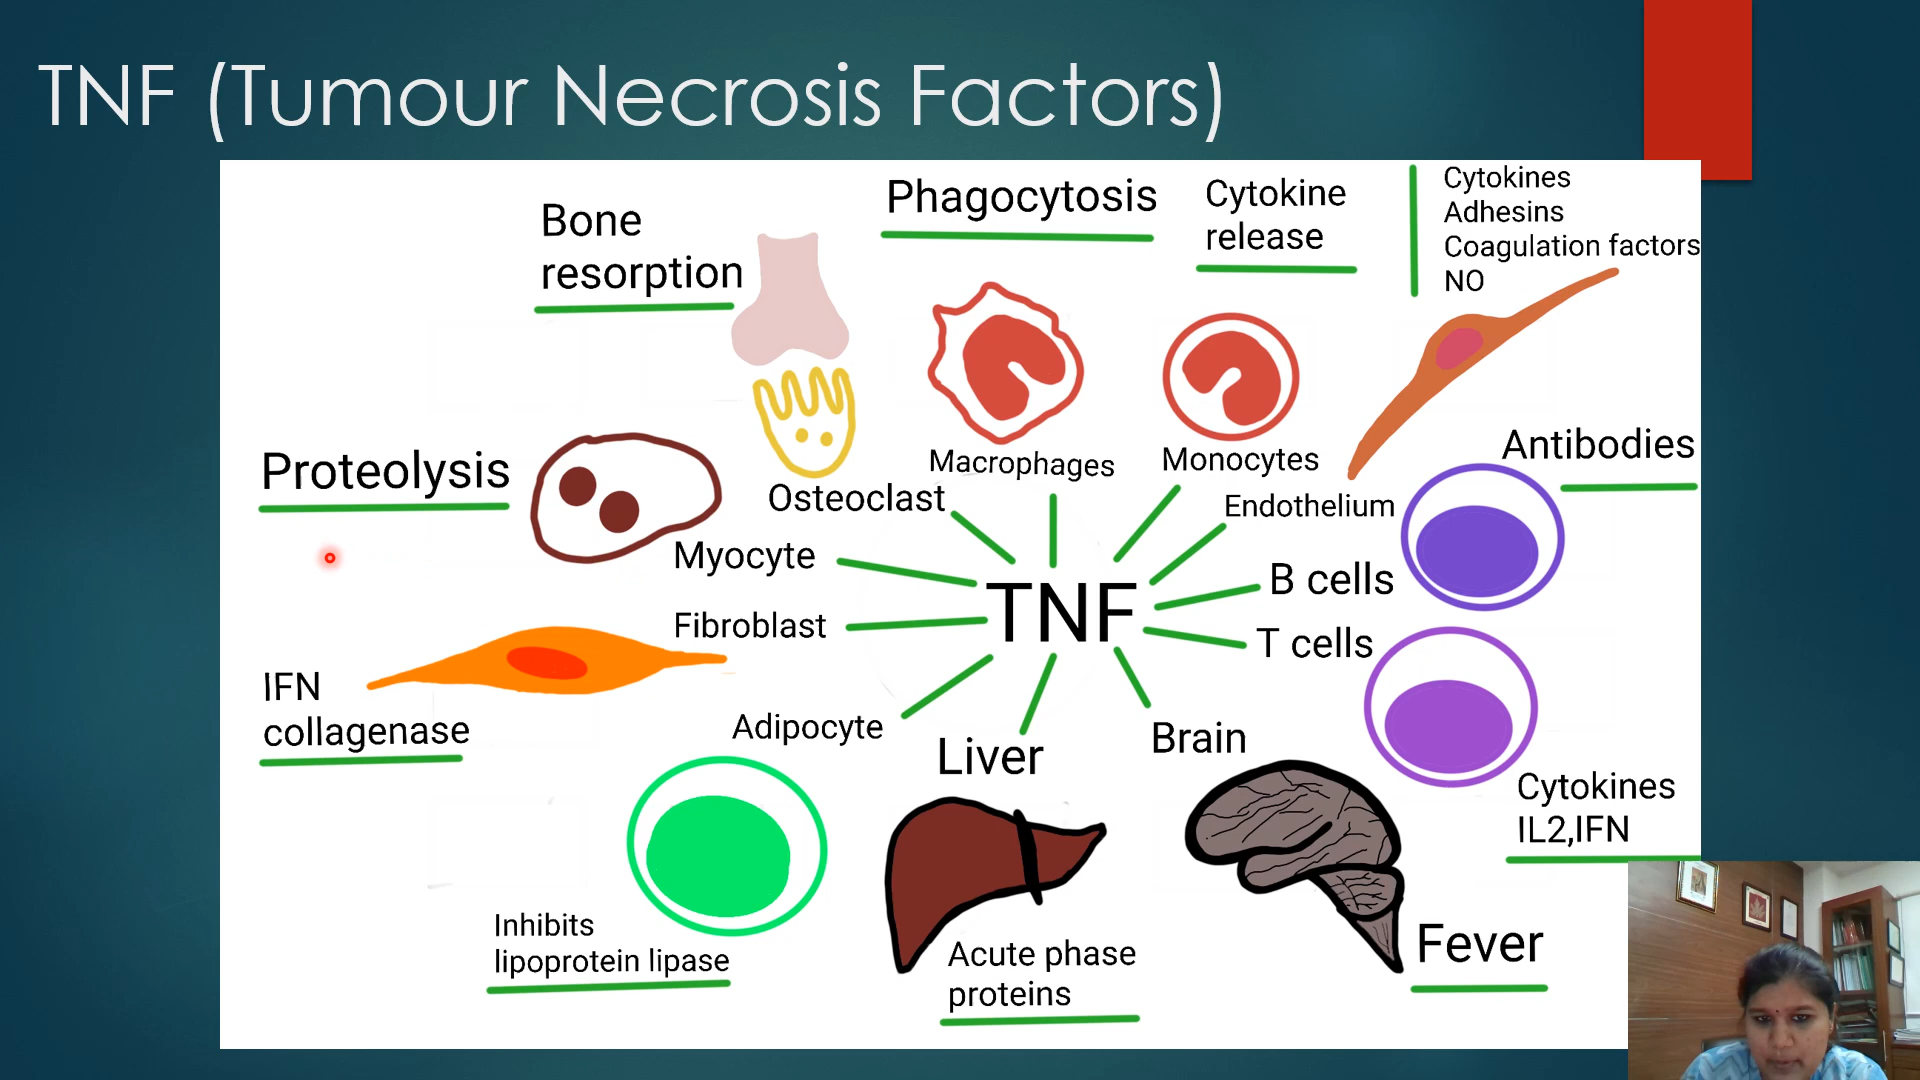 TNF (Tumour Necrosis Factors)
Bone
resorption
Phagocytosis
Cytokine
release
Cytokines
Adhesins
Coagulation factors
NO
Proteolysis
Osteoclast
Macrophages
Monocytes
Endothelium
Antibodies
Myocyte
Fibroblast
TNF
B cells
T cells
IFN
collagenase
Adipocyte
Liver
Brain
Cytokines
IL2,IFN
Inhibits
lipoprotein lipase
Acute phase
proteins
Fever